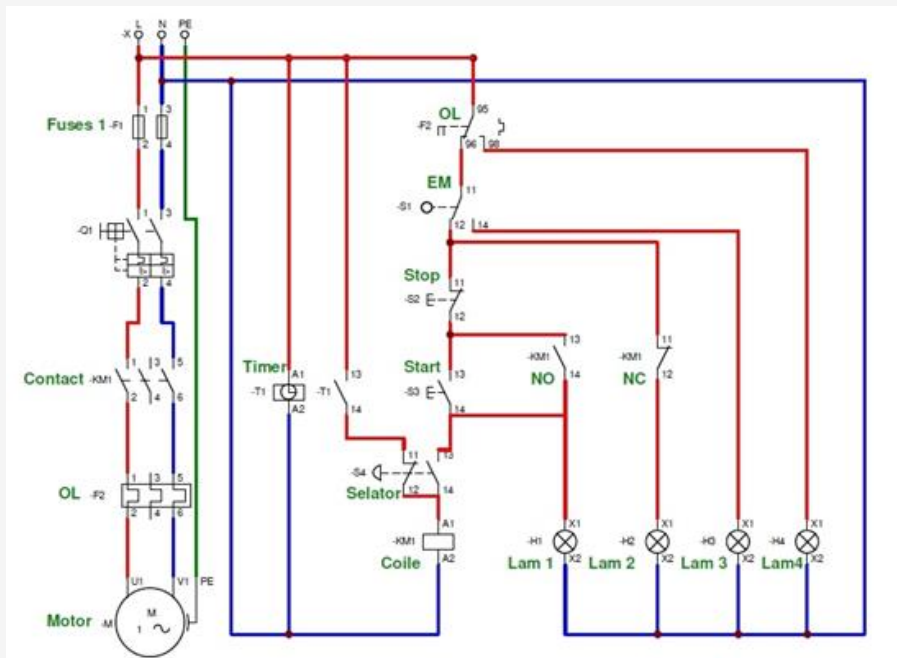 -X L N PE
Fuses 1 -F1 1 3
2 4
-Q1 1 3
2 4
Contact -KM1 1 3 5
2 4 6
OL -F2 1 3 5
2 4 6
U1 V1 PE
Motor -M M
1
Timer A1
-T1
A2
-T1 13
14
OL 95
-F2
96 98
EM 11
-S1
12 14
Stop 11
-S2
12
Start 13
-S3
14
-KM1 13
14
NO
-KM1 11
12
NC
11 13
-S4
Selator 12 14
A1
-KM1
Coile A2
X1 X1 X1 X1
-H1 -H2 -H3 -H4
Lam 1 X2 Lam 2 X2 Lam 3 X2 Lam4 X2